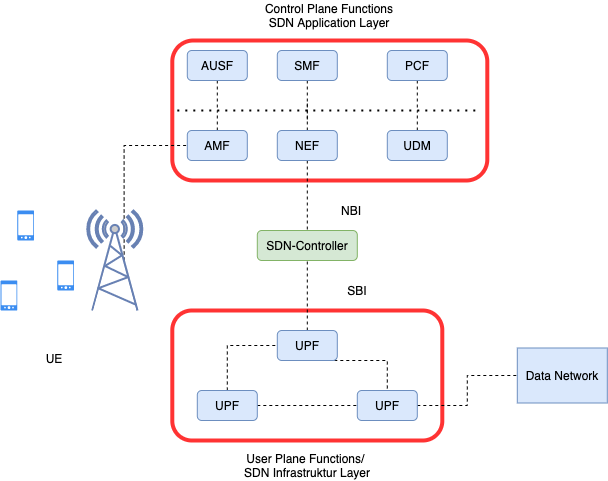 Control Plane Functions
SDN Application Layer
AUSF
SMF
PCF
AMF
NEF
UDM
NBI
SDN-Controller
SBI
UPF
UE
Data Network
UPF
UPF
User Plane Functions/
SDN Infrastruktur Layer